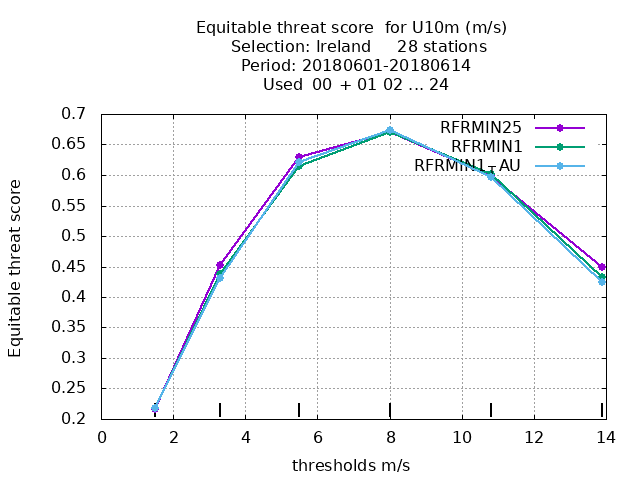 Equitable threat score  for U10m (m/s)
Selection: Ireland     28 stations
Period: 20180601-20180614
Used  00 + 01 02 ... 24
0.7
0.65
0.6
0.55
0.5
0.45
0.4
0.35
0.3
0.25
0.2
Equitable threat score
RFRMIN25
RFRMIN1
RFRMIN1-AU
0 2 4 6 8 10 12 14
thresholds m/s